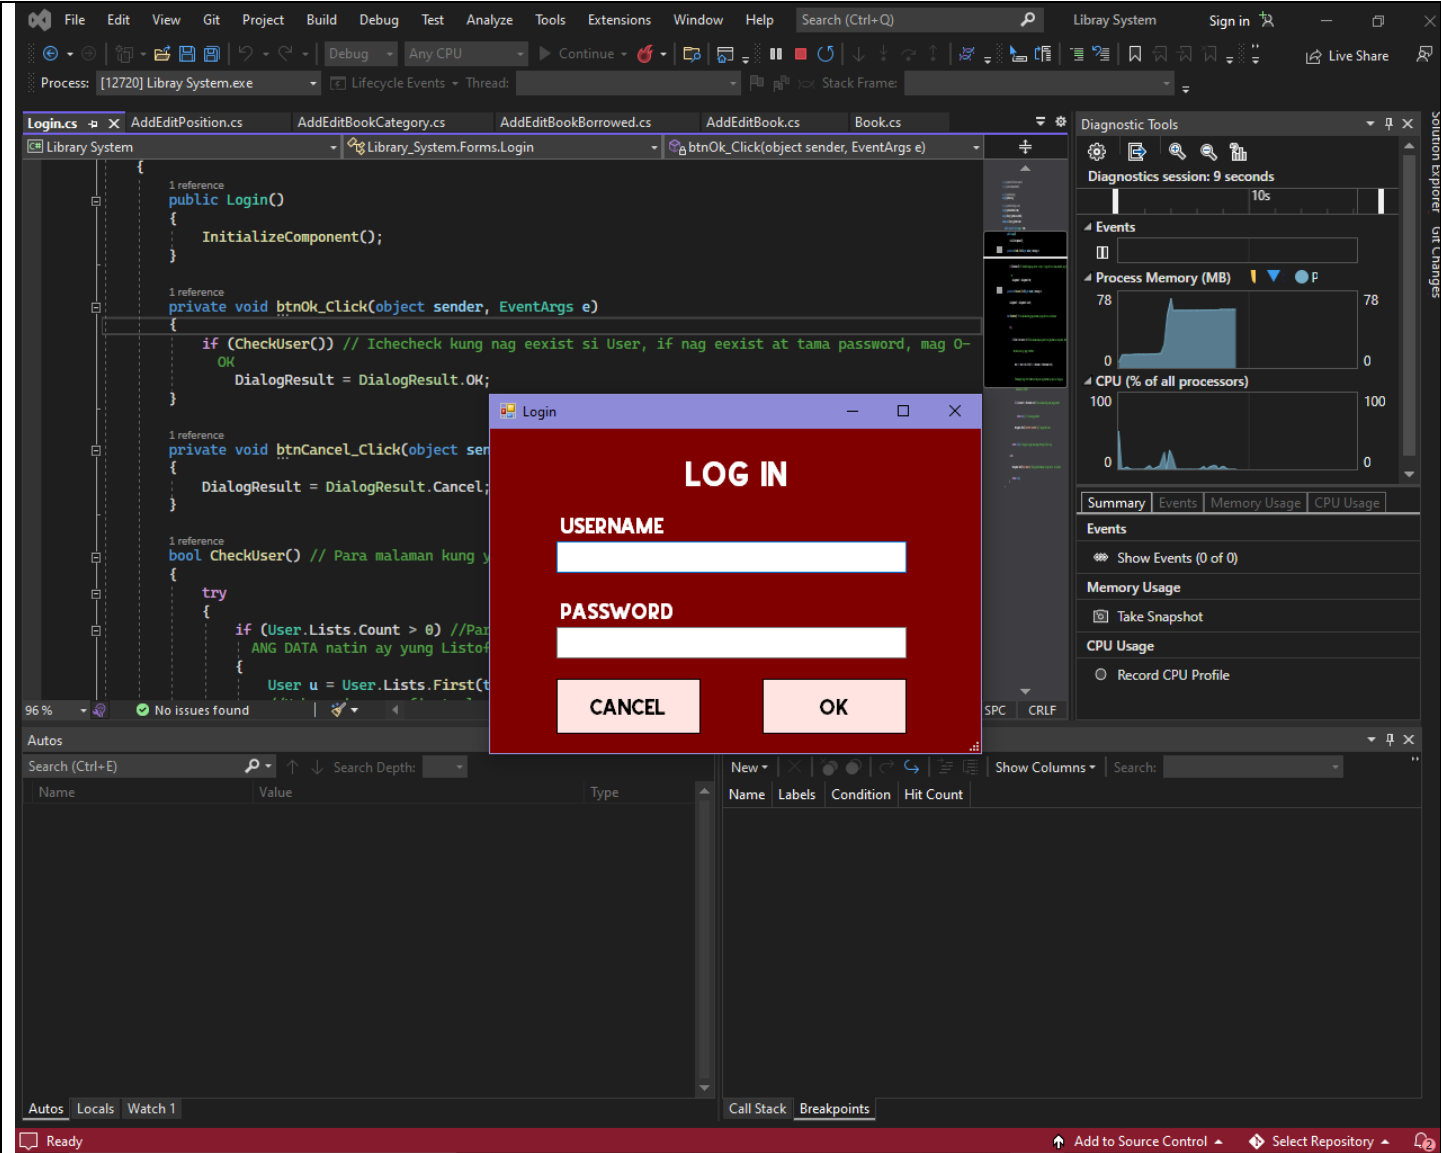 File Edit View Git Project Build Debug Test Analyze Tools Extensions Window Help Search (Ctrl+Q) Libray System Sign in
Debug Any CPU Continue Live Share
Process: [12720] Libray System.exe Lifecycle Events Thread: Stack Frame:
Login.cs AddEditPosition.cs AddEditBookCategory.cs AddEditBookBorrowed.cs AddEditBook.cs Book.cs
Library System Library_System.Forms.Login btnOk_Click(object sender, EventArgs e)
{
1 reference
public Login()
{
InitializeComponent();
}
1 reference
private void btnOk_Click(object sender, EventArgs e)
{
if (CheckUser()) // Ichecheck kung nag eexist si User, if nag eexist at tama password, mag O-
OK
DialogResult = DialogResult.OK;
}
1 reference
private void btnCancel_Click(object sen
{
DialogResult = DialogResult.Cancel;
}
1 reference
bool CheckUser() // Para malaman kung y
{
try
{
if (User.Lists.Count > 0) //Par
ANG DATA natin ay yung Listof
{
User u = User.Lists.First(t
96 % No issues found SPC CRLF
Login
LOG IN
USERNAME
PASSWORD
CANCEL OK
Diagnostic Tools
Diagnostics session: 9 seconds
10s
Events
Process Memory (MB) P
78 78
0 0
CPU (% of all processors)
100 100
0 0
Summary Events Memory Usage CPU Usage
Events
Show Events (0 of 0)
Memory Usage
Take Snapshot
CPU Usage
Record CPU Profile
Solution Explorer Git Changes
Autos
Search (Ctrl+E) Search Depth:
Name Value Type
New Show Columns Search:
Name Labels Condition Hit Count
Autos Locals Watch 1
Call Stack Breakpoints
Ready Add to Source Control Select Repository 2